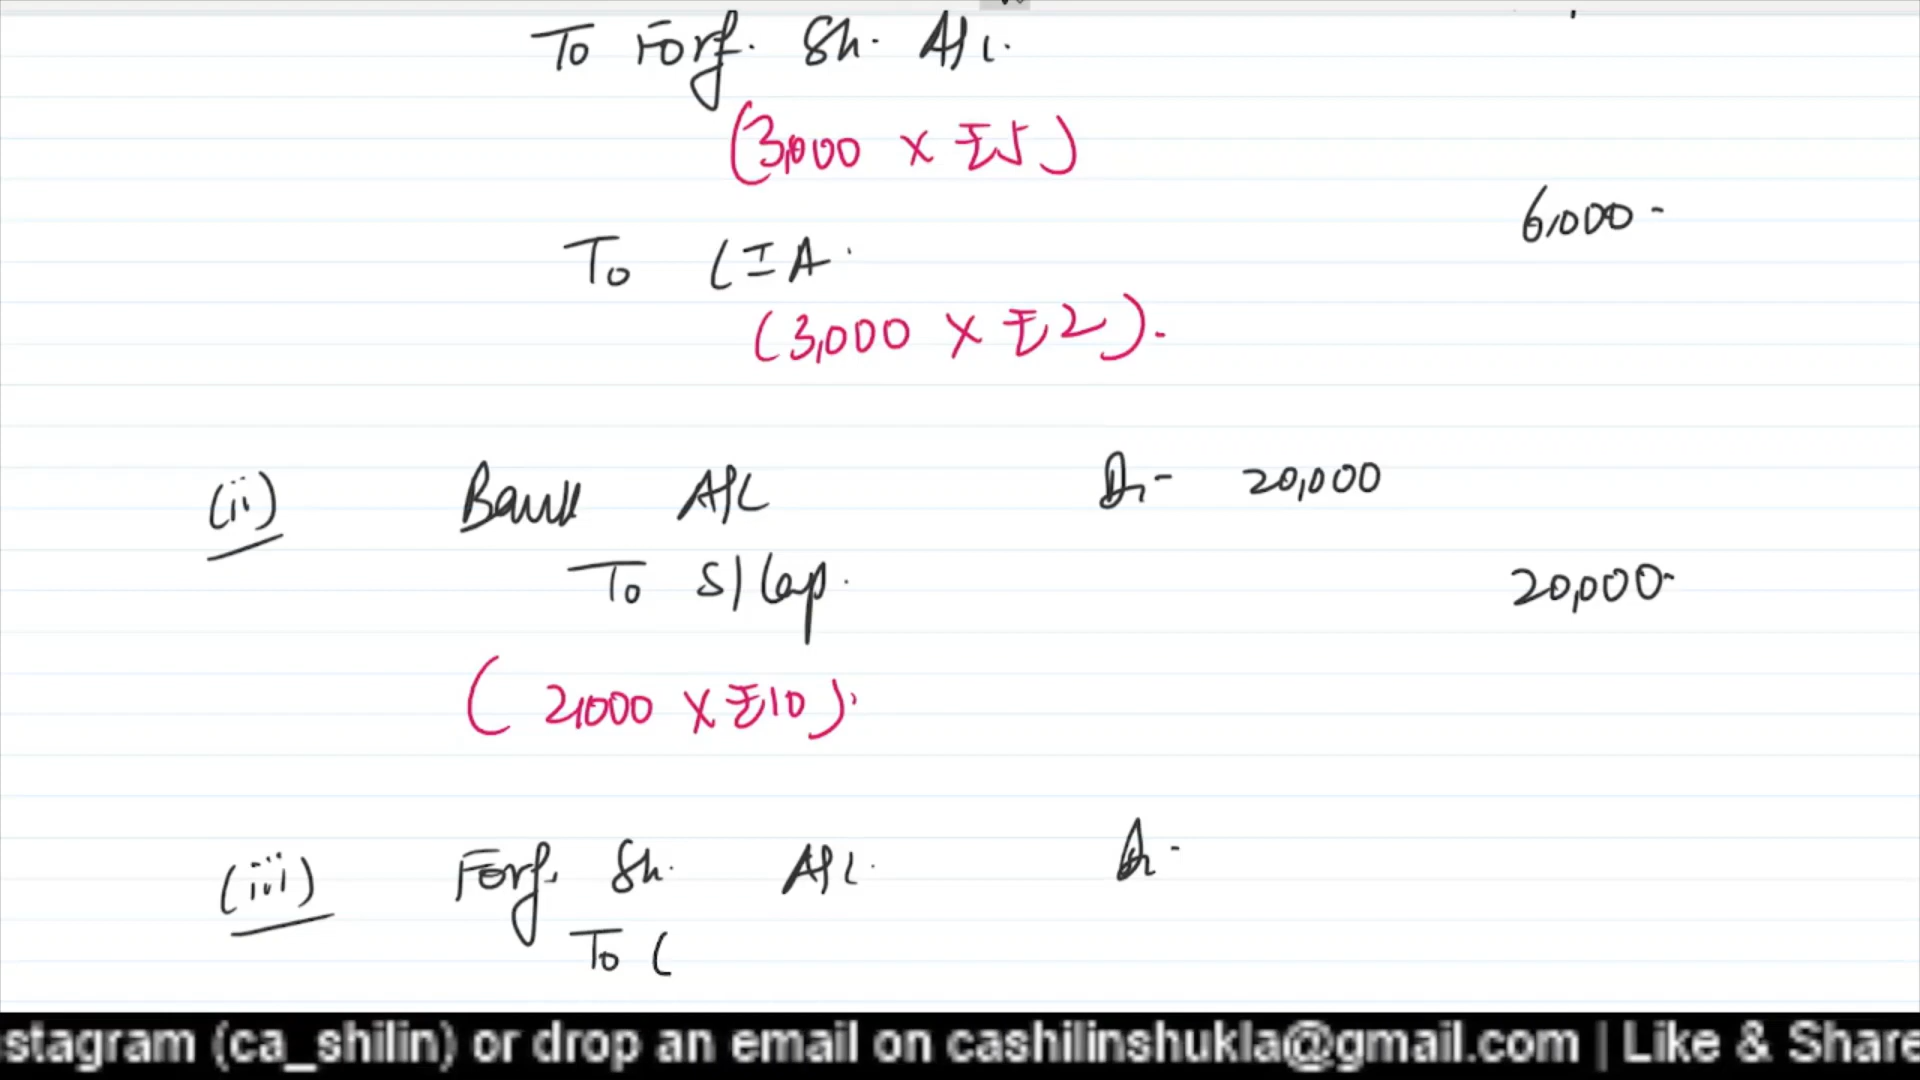 To Forf. Sh. A/c.
(3,000 X ₹5)
6,000 -
To CIA.
(3,000 X ₹2).
(ii) Bank A/c Dr- 20,000
To S/Cap. 20,000-
(2,000 X ₹10).
(iii) Forf. Sh. A/c. Dr-
To C
stagram (ca_shilin) or drop an email on cashilinshukla@gmail.com | Like & Share